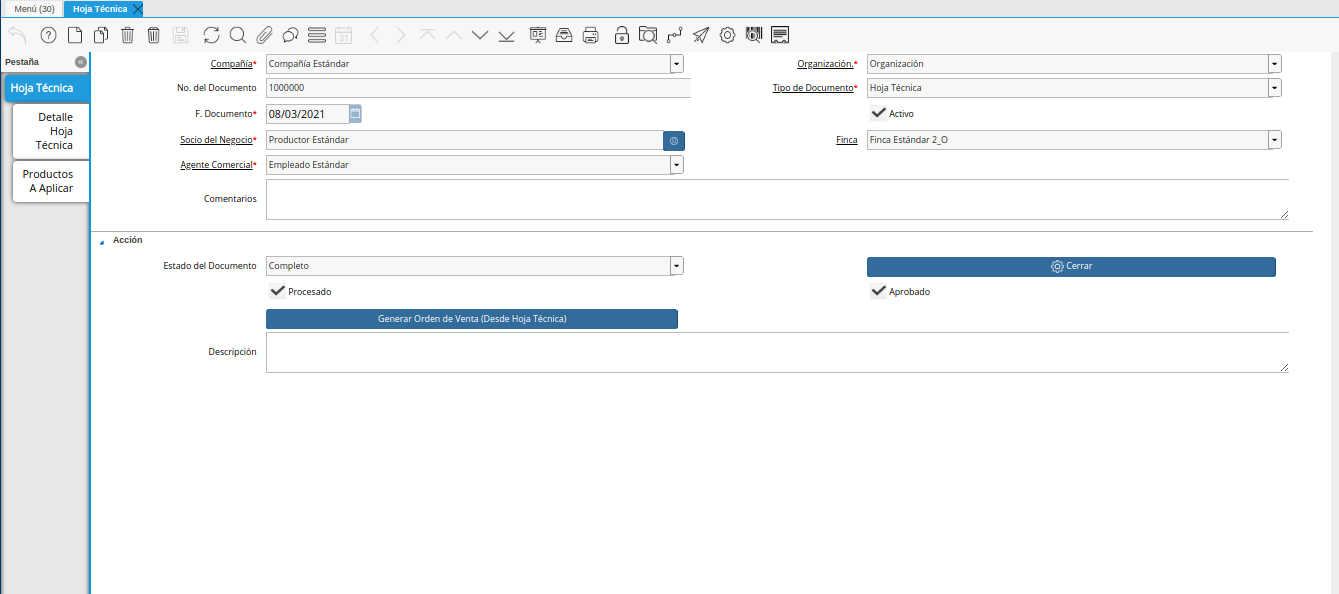 Menú (30)
Hoja Técnica
31
Pestaña
Hoja Técnica
Detalle
Hoja
Técnica
Productos
A Aplicar
Compañía* Compañía Estándar
Organización.* Organización
No. del Documento 1000000
Tipo de Documento* Hoja Técnica
F. Documento* 08/03/2021
Activo
Socio del Negocio* Productor Estándar
Finca Finca Estándar 2_O
Agente Comercial* Empleado Estándar
Comentarios
Acción
Estado del Documento Completo
Cerrar
Procesado
Aprobado
Generar Orden de Venta (Desde Hoja Técnica)
Descripción